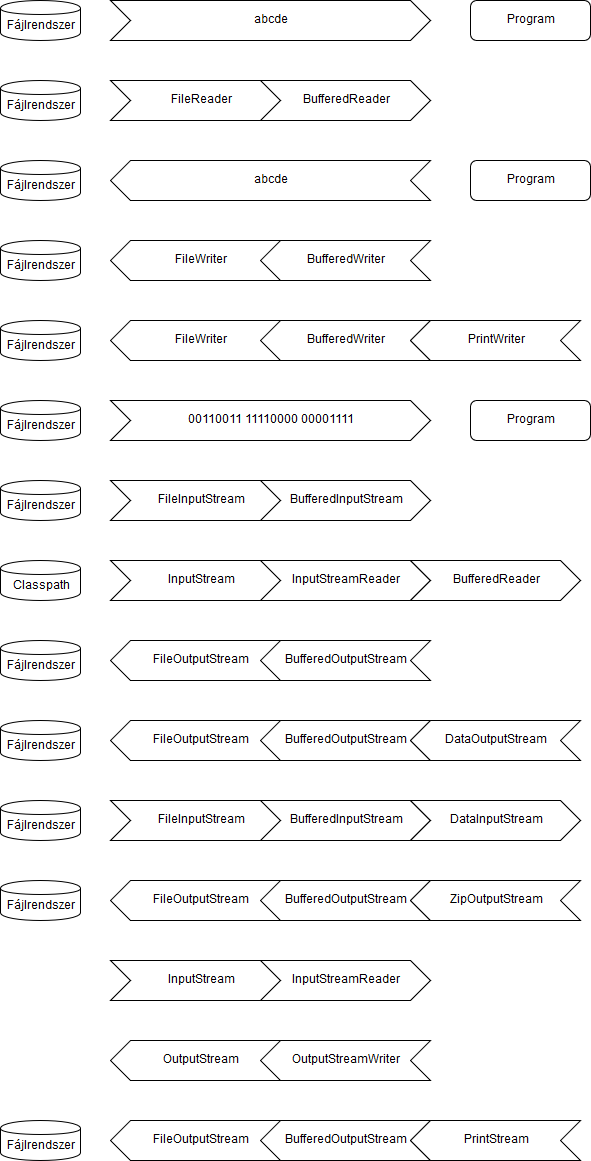 Fájlrendszer abcde Program
Fájlrendszer FileReader BufferedReader
Fájlrendszer abcde Program
Fájlrendszer FileWriter BufferedWriter
Fájlrendszer FileWriter BufferedWriter PrintWriter
Fájlrendszer 00110011 11110000 00001111 Program
Fájlrendszer FileInputStream BufferedInputStream
Classpath InputStream InputStreamReader BufferedReader
Fájlrendszer FileOutputStream BufferedOutputStream
Fájlrendszer FileOutputStream BufferedOutputStream DataOutputStream
Fájlrendszer FileInputStream BufferedInputStream DataInputStream
Fájlrendszer FileOutputStream BufferedOutputStream ZipOutputStream
InputStream InputStreamReader
OutputStream OutputStreamWriter
Fájlrendszer FileOutputStream BufferedOutputStream PrintStream